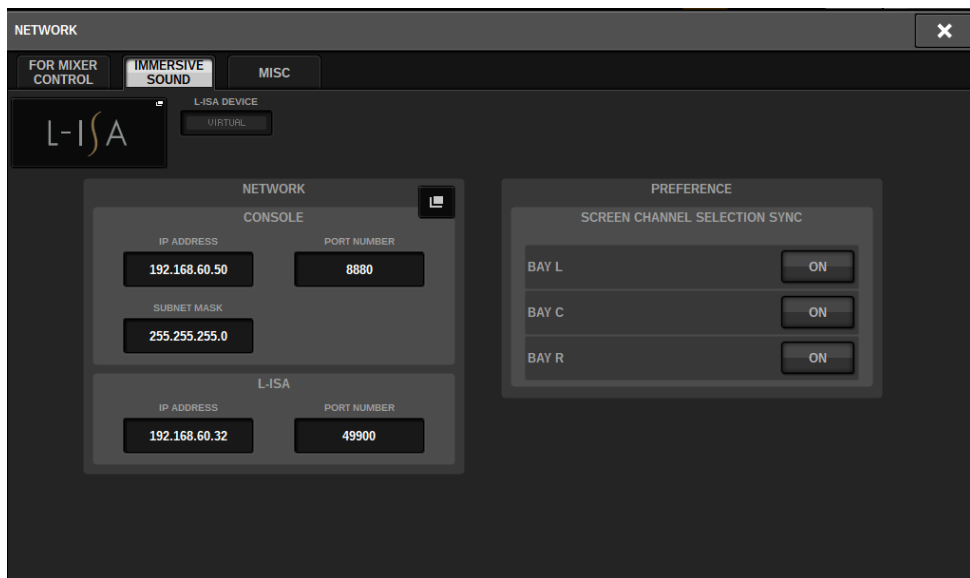 NETWORK
FOR MIXER
CONTROL
IMMERSIVE
SOUND
MISC
L-ISA
L-ISA DEVICE
VIRTUAL
NETWORK
CONSOLE
IP ADDRESS
PORT NUMBER
192.168.60.50
8880
SUBNET MASK
255.255.255.0
L-ISA
IP ADDRESS
PORT NUMBER
192.168.60.32
49900
PREFERENCE
SCREEN CHANNEL SELECTION SYNC
BAY L
ON
BAY C
ON
BAY R
ON